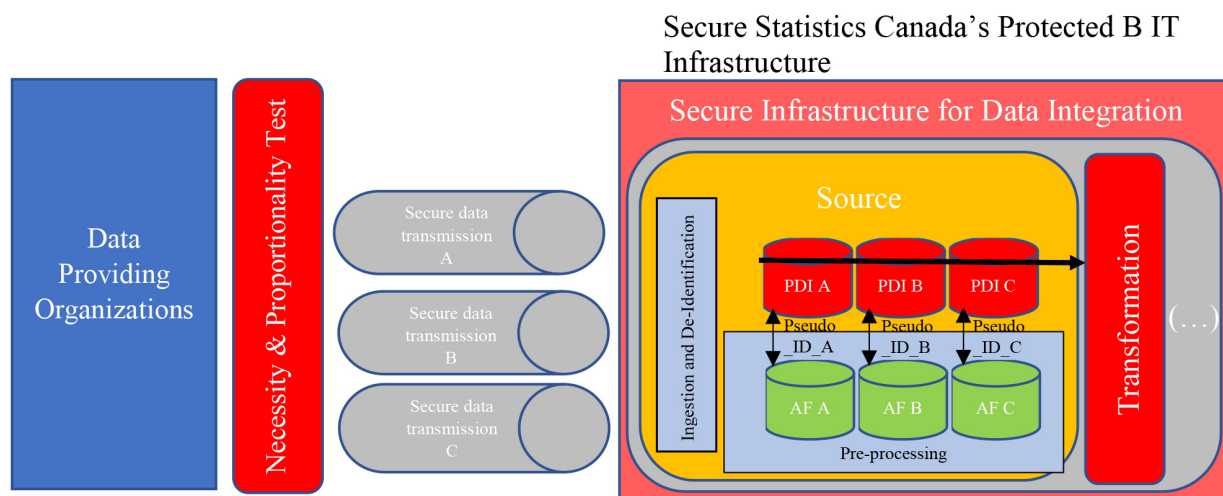 Secure Statistics Canada’s Protected B IT
Infrastructure
Data
Providing
Organizations
Necessity & Proportionality Test
Secure data
transmission
A
Secure data
transmission
B
Secure data
transmission
C
Secure Infrastructure for Data Integration
Source
Ingestion and De-Identification
PDI A
PDI B
PDI C
Pseudo
_ID_A
Pseudo
_ID_B
Pseudo
_ID_C
AF A
AF B
AF C
Pre-processing
Transformation
(…)